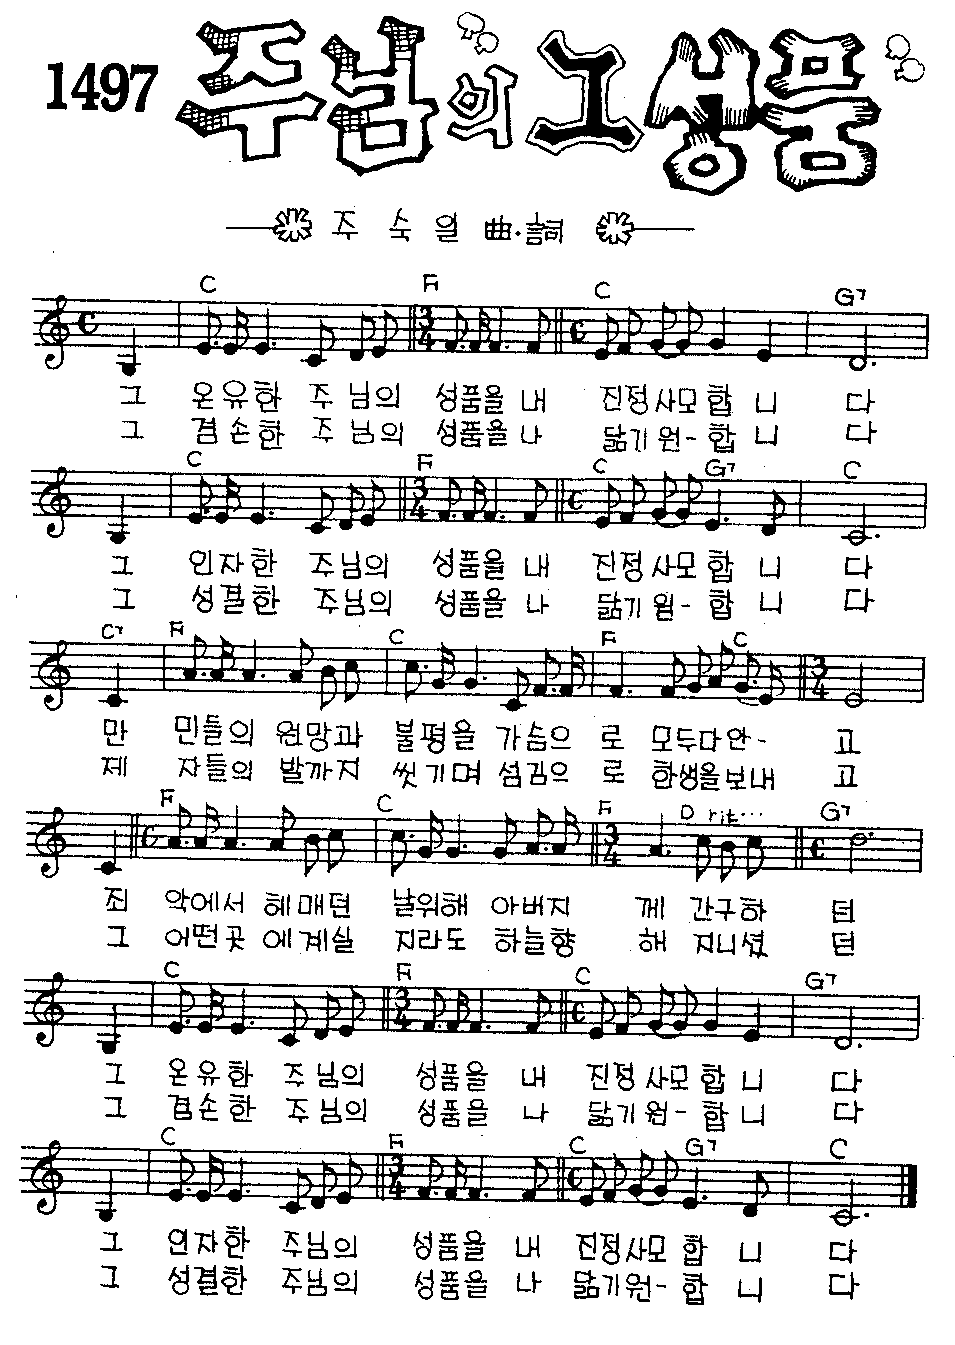 1497 주님의 그 성품
주 숙 일 曲·詞
C F C G7
그 온유한 주님의 성품을 내 진정사모합 니 다
그 겸손한 주님의 성품을 나 닮기원-합니 다
C F C G7 C
그 인자한 주님의 성품을 내 진정사모합 니 다
그 성결한 주님의 성품을 나 닮기원-합니 다
C7 F C F C
만 민들의 원망과 불평을 가슴으 로 모두다안- 고
제 자들의 발까지 씻기며 섬김으 로 한생을보내 고
F C F D rit... G7
죄 악에서 헤매던 날위해 아버지 께 간구하 던
그 어떤곳에계실 지라도 하늘향 해 지니셨 던
C F C G7
그 온유한 주님의 성품을 내 진정사모합니 다
그 겸손한 주님의 성품을 나 닮기원-합니 다
C F C G7 C
그 인자한 주님의 성품을 내 진정사모 합 니 다
그 성결한 주님의 성품을 나 닮기원-합 니 다